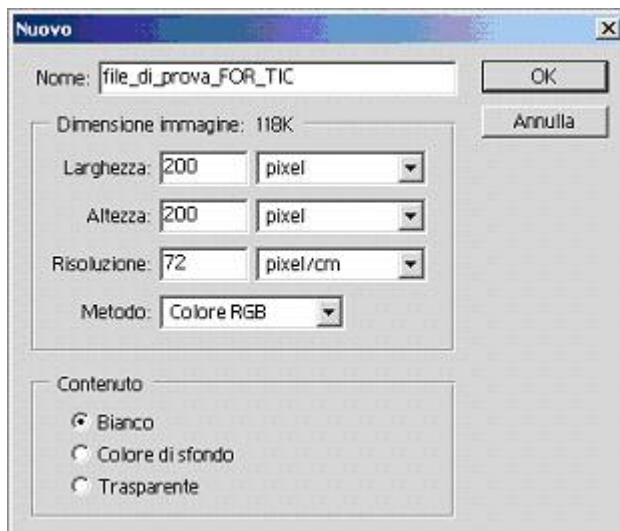 Nuovo
Nome: file_di_prova_FOR_TIC
OK
Annulla
Dimensione immagine: 118K
Larghezza: 200 pixel
Altezza: 200 pixel
Risoluzione: 72 pixel/cm
Metodo: Colore RGB
Contenuto
Bianco
Colore di sfondo
Trasparente